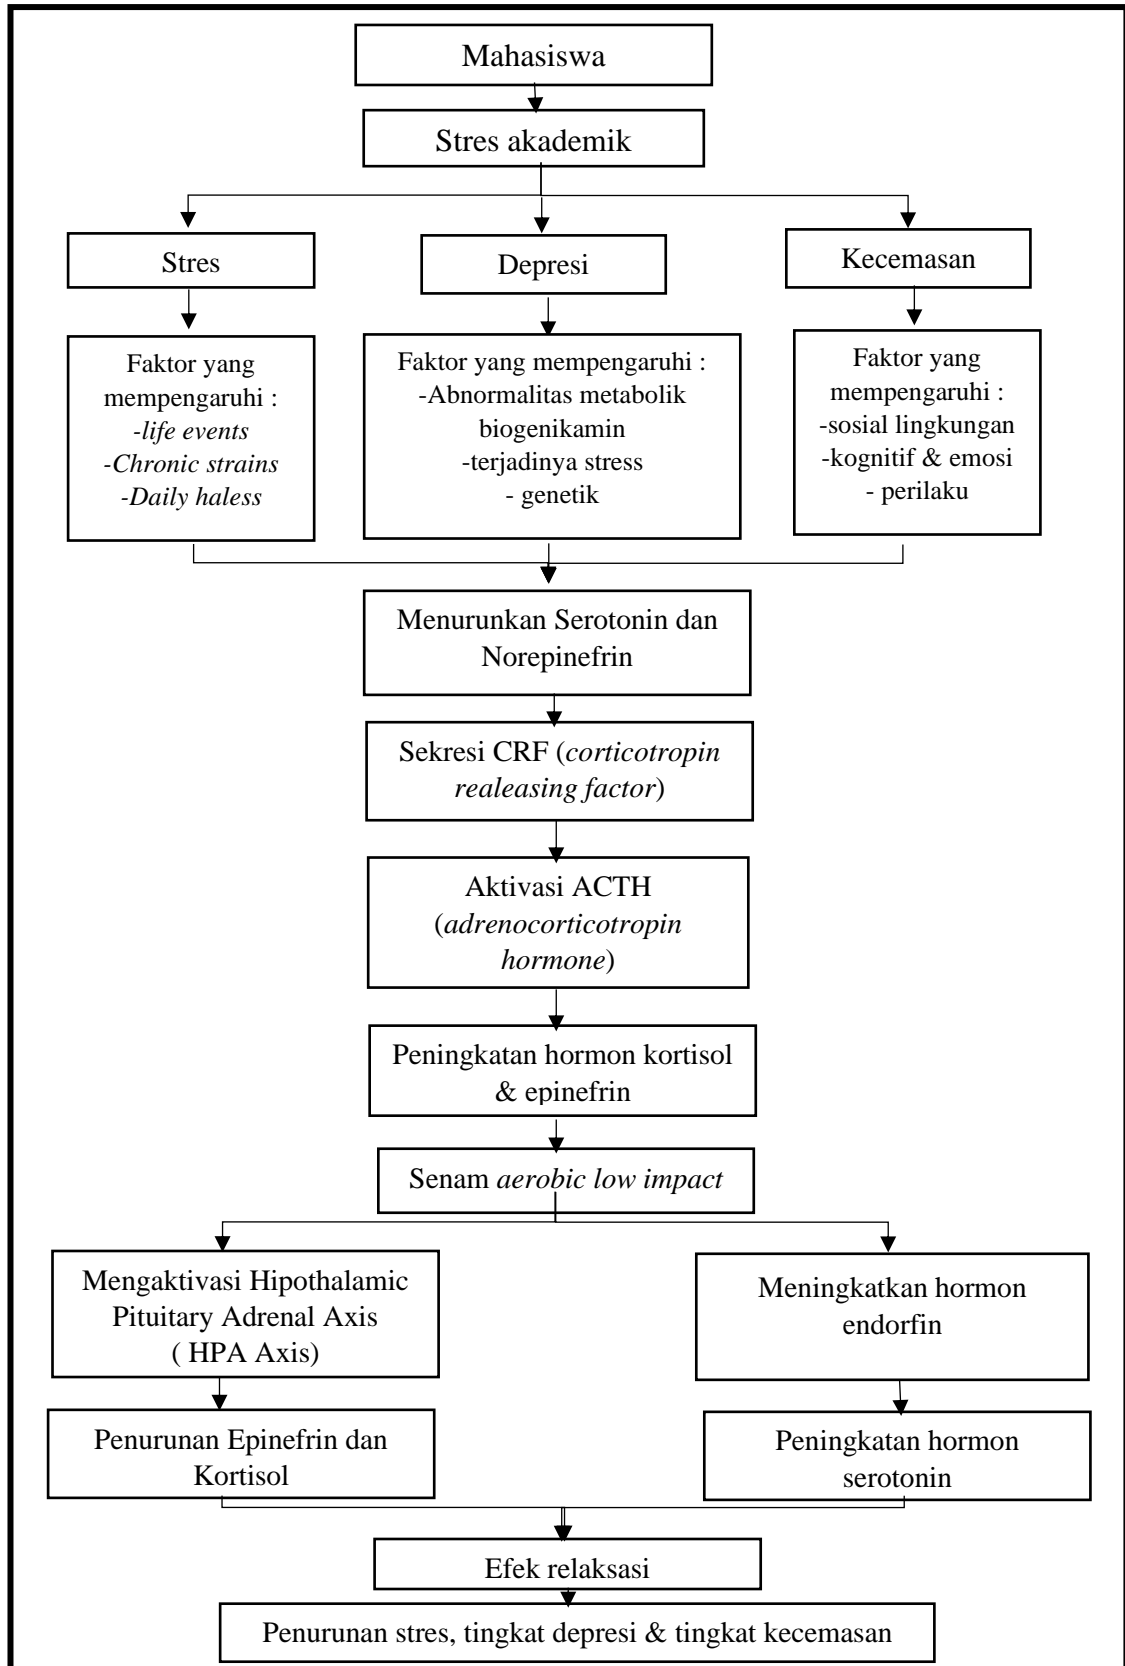 Mahasiswa
Stres akademik
Stres
Depresi
Kecemasan
Faktor yang
mempengaruhi :
-life events
-Chronic strains
-Daily haless
Faktor yang mempengaruhi :
-Abnormalitas metabolik
biogenikamin
-terjadinya stress
- genetik
Faktor yang
mempengaruhi :
-sosial lingkungan
-kognitif & emosi
- perilaku
Menurunkan Serotonin dan
Norepinefrin
Sekresi CRF (corticotropin
realeasing factor)
Aktivasi ACTH
(adrenocorticotropin
hormone)
Peningkatan hormon kortisol
& epinefrin
Senam aerobic low impact
Mengaktivasi Hipothalamic
Pituitary Adrenal Axis
( HPA Axis)
Meningkatkan hormon
endorfin
Penurunan Epinefrin dan
Kortisol
Peningkatan hormon
serotonin
Efek relaksasi
Penurunan stres, tingkat depresi & tingkat kecemasan